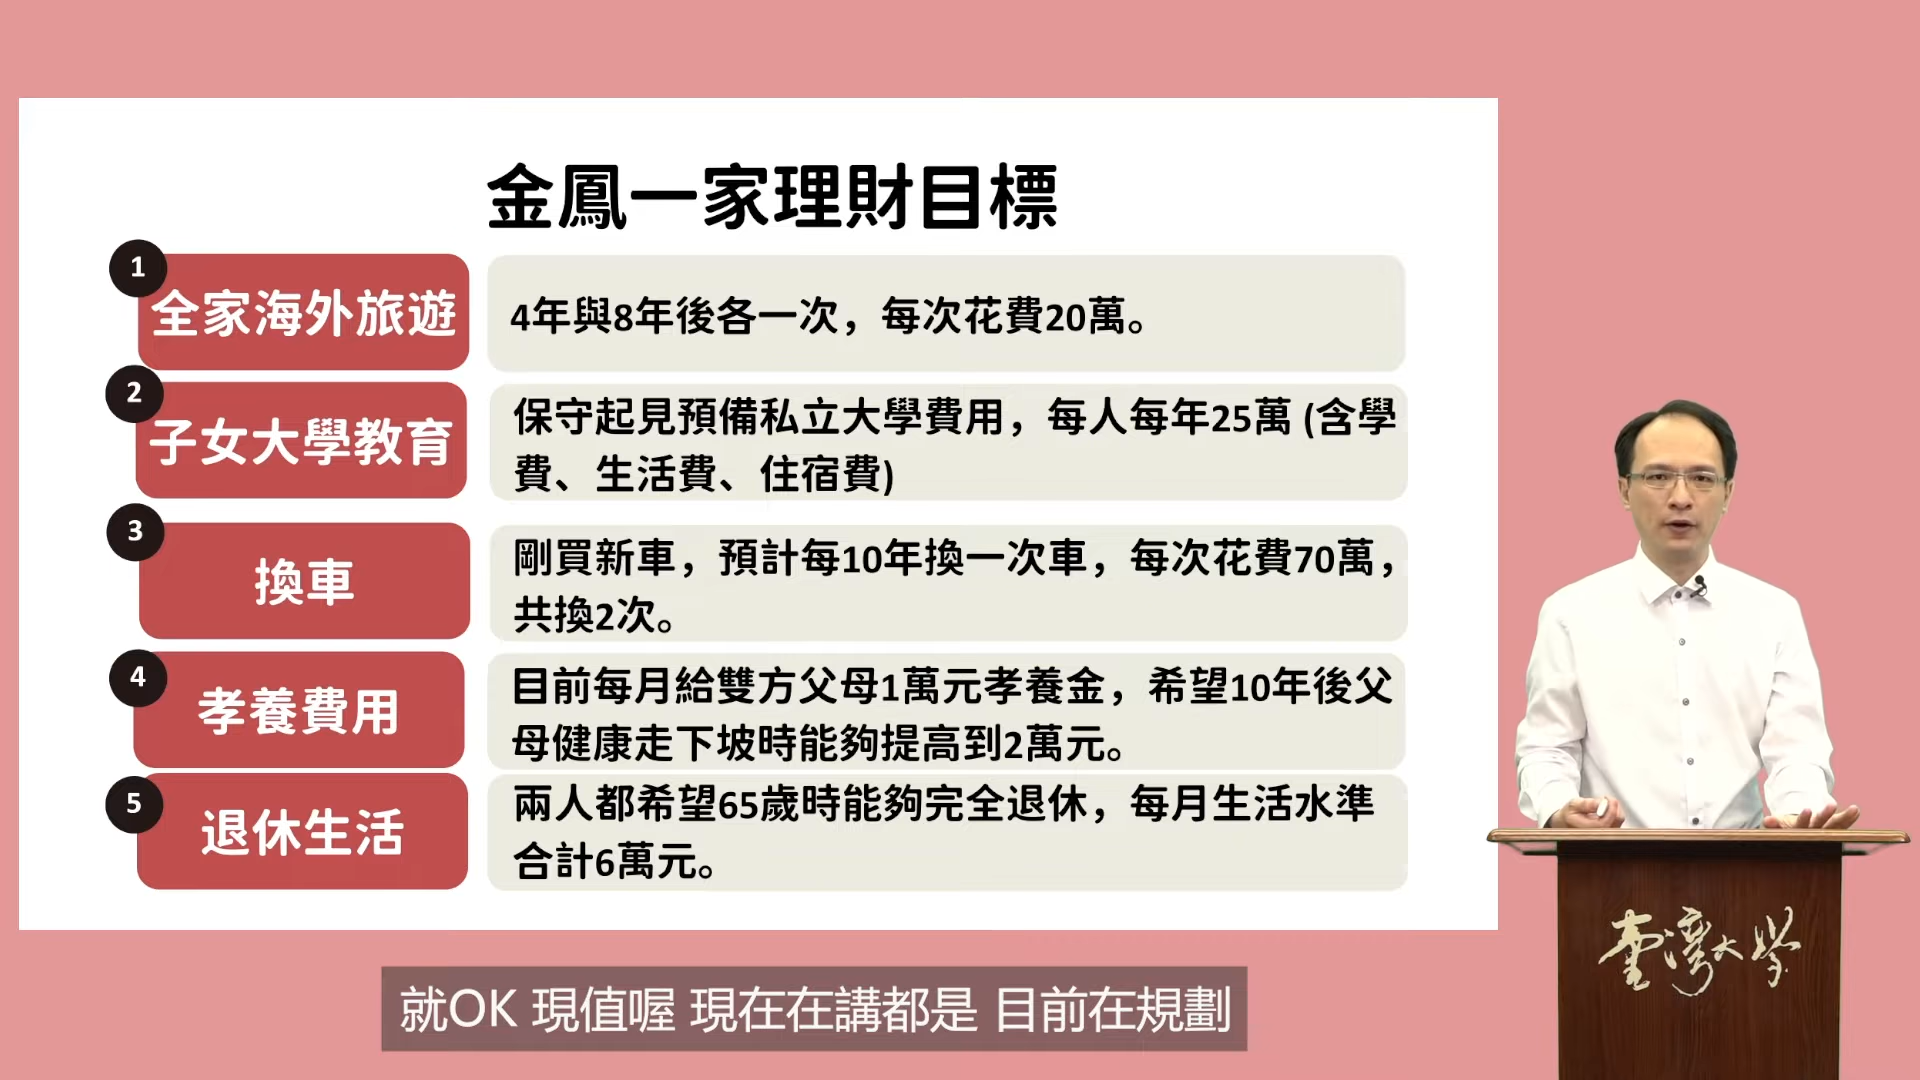 金鳳一家理財目標
1
全家海外旅遊
4年與8年後各一次，每次花費20萬。
2
子女大學教育
保守起見預備私立大學費用，每人每年25萬 (含學
費、生活費、住宿費)
3
換車
剛買新車，預計每10年換一次車，每次花費70萬，
共換2次。
4
孝養費用
目前每月給雙方父母1萬元孝養金，希望10年後父
母健康走下坡時能夠提高到2萬元。
5
退休生活
兩人都希望65歲時能夠完全退休，每月生活水準
合計6萬元。
臺灣大學
就OK 現值喔 現在在講都是 目前在規劃